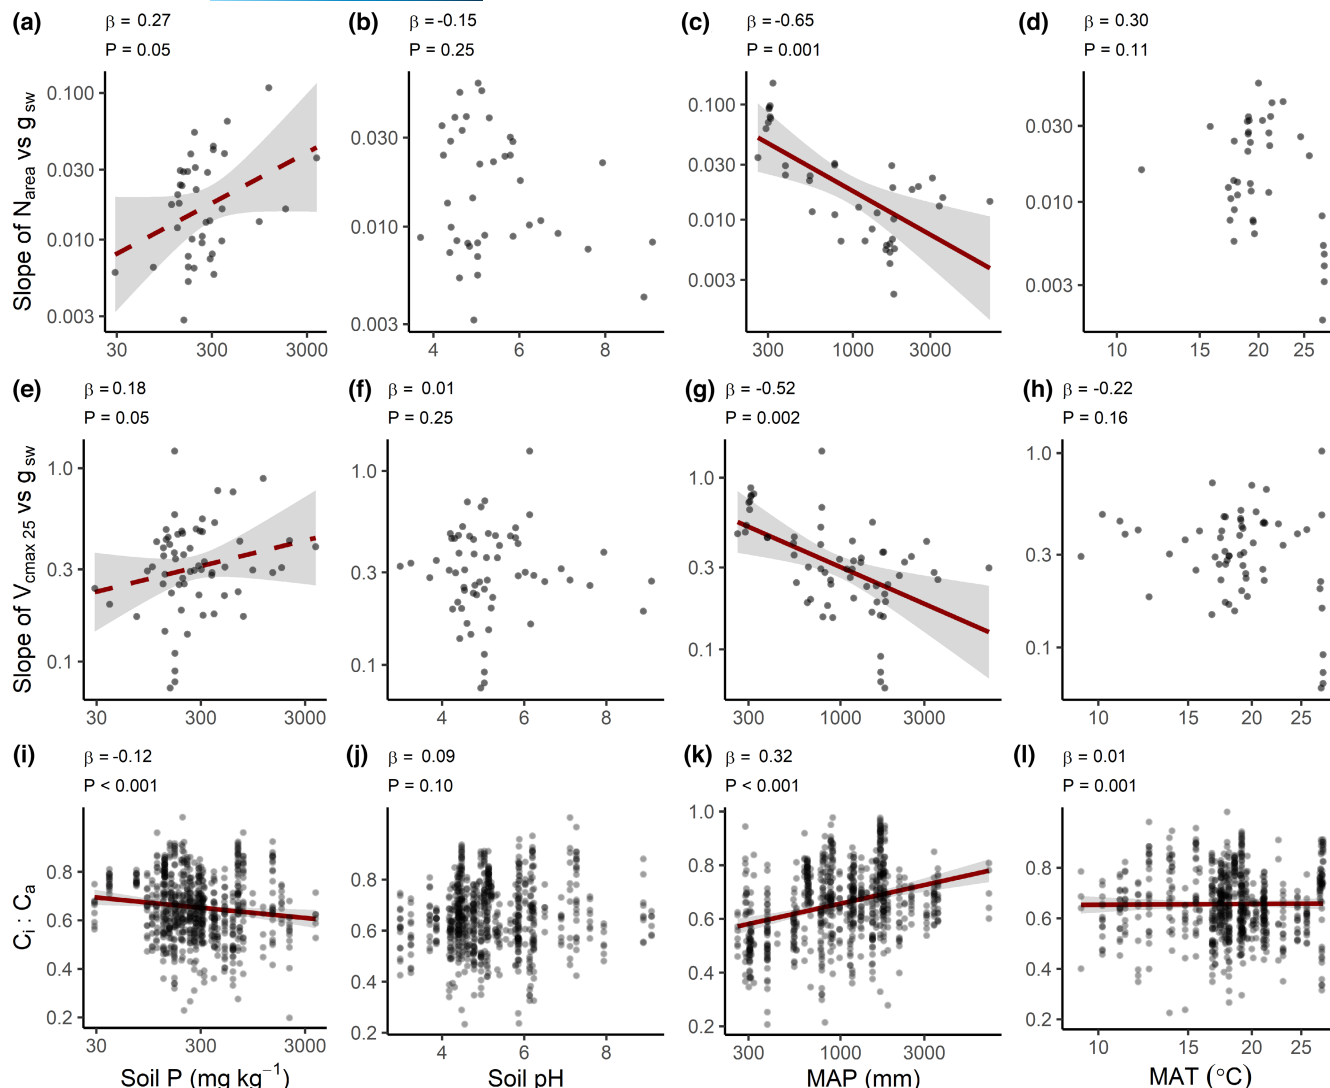 (a) β = 0.27 (b) β = -0.15 (c) β = -0.65 (d) β = 0.30
P = 0.05 P = 0.25 P = 0.001 P = 0.11
Slope of N_area vs g_sw
0.100 0.030 0.010 0.003
30 300 3000
0.030 0.010 0.003
4 6 8
0.100 0.030 0.010 0.003
300 1000 3000
0.030 0.010 0.003
10 15 20 25
(e) β = 0.18 (f) β = 0.01 (g) β = -0.52 (h) β = -0.22
P = 0.05 P = 0.25 P = 0.002 P = 0.16
Slope of V_cmax 25 vs g_sw
1.0 0.3 0.1
30 300 3000
1.0 0.3 0.1
4 6 8
1.0 0.3 0.1
300 1000 3000
1.0 0.3 0.1
10 15 20 25
(i) β = -0.12 (j) β = 0.09 (k) β = 0.32 (l) β = 0.01
P < 0.001 P = 0.10 P < 0.001 P = 0.001
C_i : C_a
0.8 0.6 0.4 0.2
30 300 3000
Soil P (mg kg⁻¹)
0.8 0.6 0.4 0.2
4 6 8
Soil pH
1.0 0.8 0.6 0.4 0.2
300 1000 3000
MAP (mm)
0.8 0.6 0.4 0.2
10 15 20 25
MAT (°C)